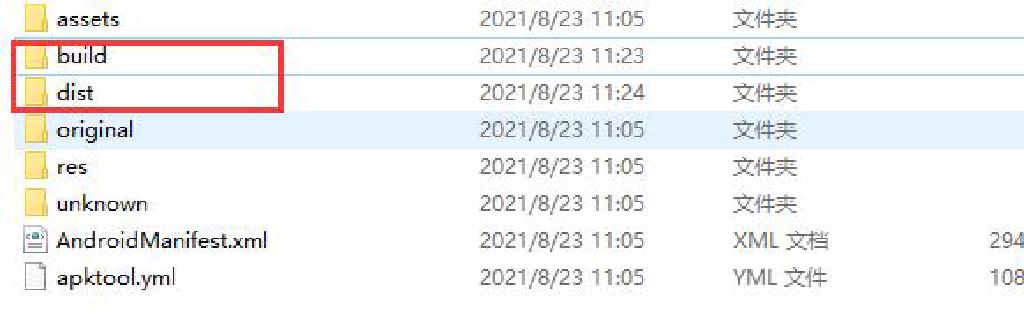 assets 2021/8/23 11:05 文件夹
build 2021/8/23 11:23 文件夹
dist 2021/8/23 11:24 文件夹
original 2021/8/23 11:05 文件夹
res 2021/8/23 11:05 文件夹
unknown 2021/8/23 11:05 文件夹
AndroidManifest.xml 2021/8/23 11:05 XML 文档 294
apktool.yml 2021/8/23 11:05 YML 文件 108